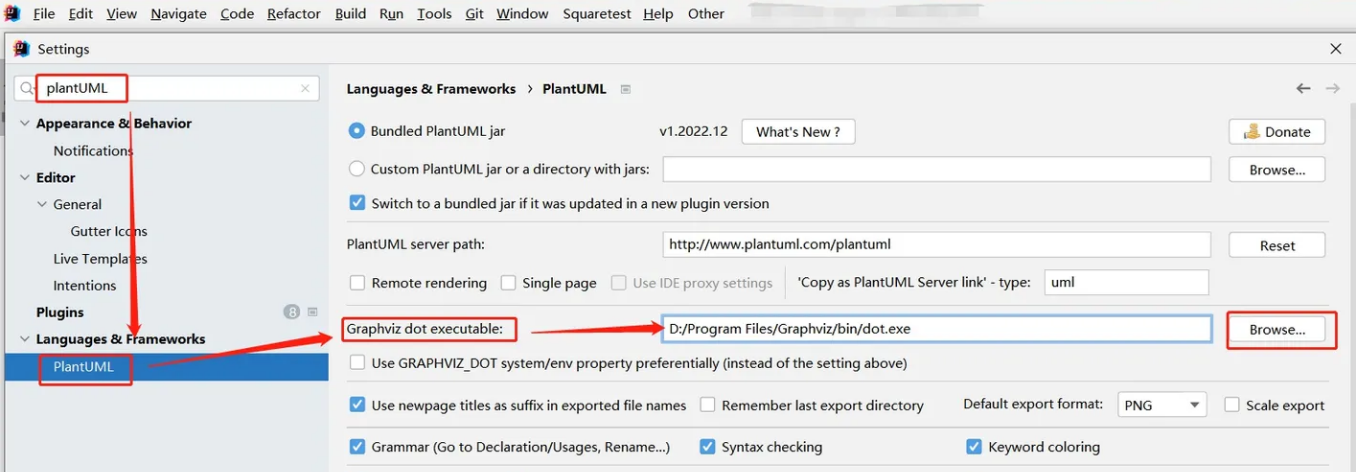 File Edit View Navigate Code Refactor Build Run Tools Git Window Squaretest Help Other
Settings
plantUML
Appearance & Behavior
Notifications
Editor
General
Gutter Icons
Live Templates
Intentions
Plugins 8
Languages & Frameworks
PlantUML
Languages & Frameworks › PlantUML
Bundled PlantUML jar v1.2022.12 What's New ? Donate
Custom PlantUML jar or a directory with jars: Browse...
Switch to a bundled jar if it was updated in a new plugin version
PlantUML server path: http://www.plantuml.com/plantuml Reset
Remote rendering Single page Use IDE proxy settings 'Copy as PlantUML Server link' - type: uml
Graphviz dot executable: D:/Program Files/Graphviz/bin/dot.exe Browse...
Use GRAPHVIZ_DOT system/env property preferentially (instead of the setting above)
Use newpage titles as suffix in exported file names Remember last export directory Default export format: PNG Scale export
Grammar (Go to Declaration/Usages, Rename...) Syntax checking Keyword coloring